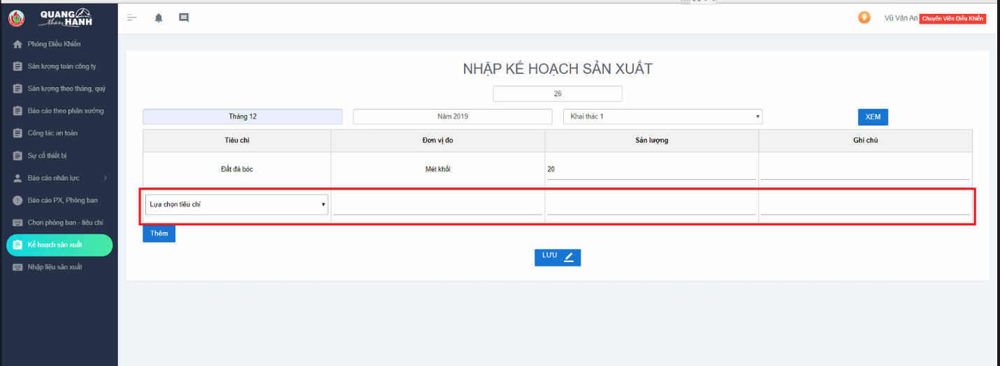 QUANG
than HANH
Vũ Văn An Chuyên Viên Điều Khiển
Phòng Điều Khiển
Sản lượng toàn công ty
Sản lượng theo tháng, quý
Báo cáo theo phân xưởng
Công tác an toàn
Sự cố thiết bị
Báo cáo nhân lực
Báo cáo PX, Phòng ban
Chọn phòng ban - tiêu chí
Kế hoạch sản xuất
Nhập liệu sản xuất
NHẬP KẾ HOẠCH SẢN XUẤT
26
Tháng 12 Năm 2019 Khai thác 1 XEM
Tiêu chí Đơn vị đo Sản lượng Ghi chú
Đất đá bóc Mét khối 20
Lựa chọn tiêu chí
Thêm
LƯU